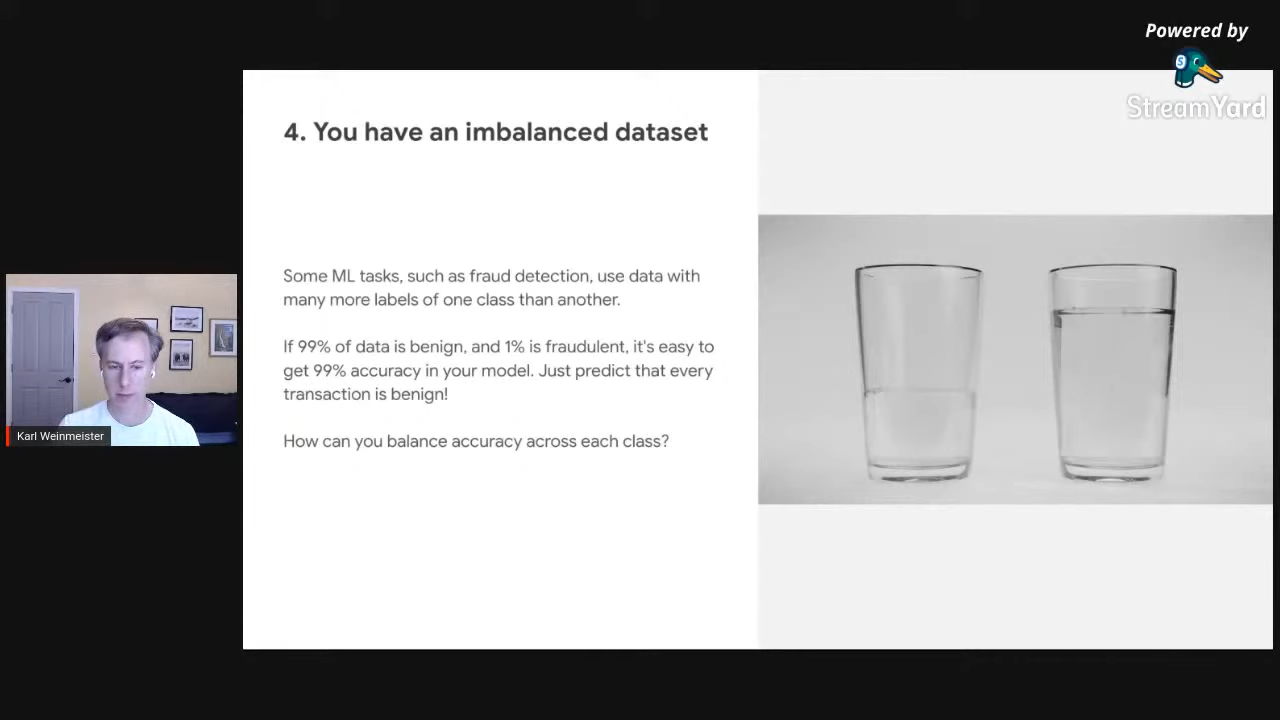 Powered by
StreamYard
4. You have an imbalanced dataset
Some ML tasks, such as fraud detection, use data with
many more labels of one class than another.
If 99% of data is benign, and 1% is fraudulent, it's easy to
get 99% accuracy in your model. Just predict that every
transaction is benign!
How can you balance accuracy across each class?
Karl Weinmeister